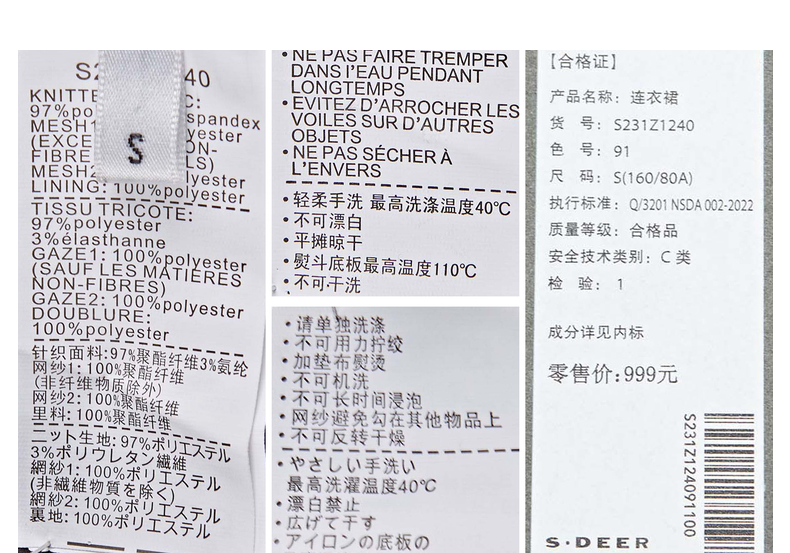 S2
40
KNITTE
C:
97%po
spandex
MESH1
yester
(EXCE
ON-
FIBRE
LS)
MESH2
lyester
LINING: 100%polyester
S
TISSU TRICOTE:
97%polyester
3%élasthanne
GAZE1: 100%polyester
(SAUF LES MATIÈRES
NON-FIBRES)
GAZE2: 100%polyester
DOUBLURE:
100%polyester
针织面料:97%聚酯纤维3%氨纶
网纱1: 100%聚酯纤维
(非纤维物质除外)
网纱2: 100%聚酯纤维
里料: 100%聚酯纤维
ニット生地: 97%ポリエステル
3%ポリウレタン繊維
網紗1: 100%ポリエステル
(非繊維物質を除く)
網紗2: 100%ポリエステル
裏地: 100%ポリエステル
• NE PAS FAIRE TREMPER
DANS l'EAU PENDANT
LONGTEMPS
• EVITEZ D'ARROCHER LES
VOILES SUR D'AUTRES
OBJETS
• NE PAS SÉCHER À
L'ENVERS
• 轻柔手洗 最高洗涤温度40℃
• 不可漂白
• 平摊晾干
• 熨斗底板最高温度110℃
• 不可干洗
• 请单独洗涤
• 不可用力拧绞
• 加垫布熨烫
• 不可机洗
• 不可长时间浸泡
• 网纱避免勾在其他物品上
• 不可反转干燥
• やさしい手洗い
最高洗濯温度40℃
• 漂白禁止
• 広げて干す
• アイロンの底板の
【合格证】
产品名称: 连衣裙
货 号: S231Z1240
色 号: 91
尺 码: S(160/80A)
执行标准: Q/3201 NSDA 002-2022
质量等级: 合格品
安全技术类别: C 类
检 验: 1
成分详见内标
零售价:999元
S231Z124091100
S·DEER